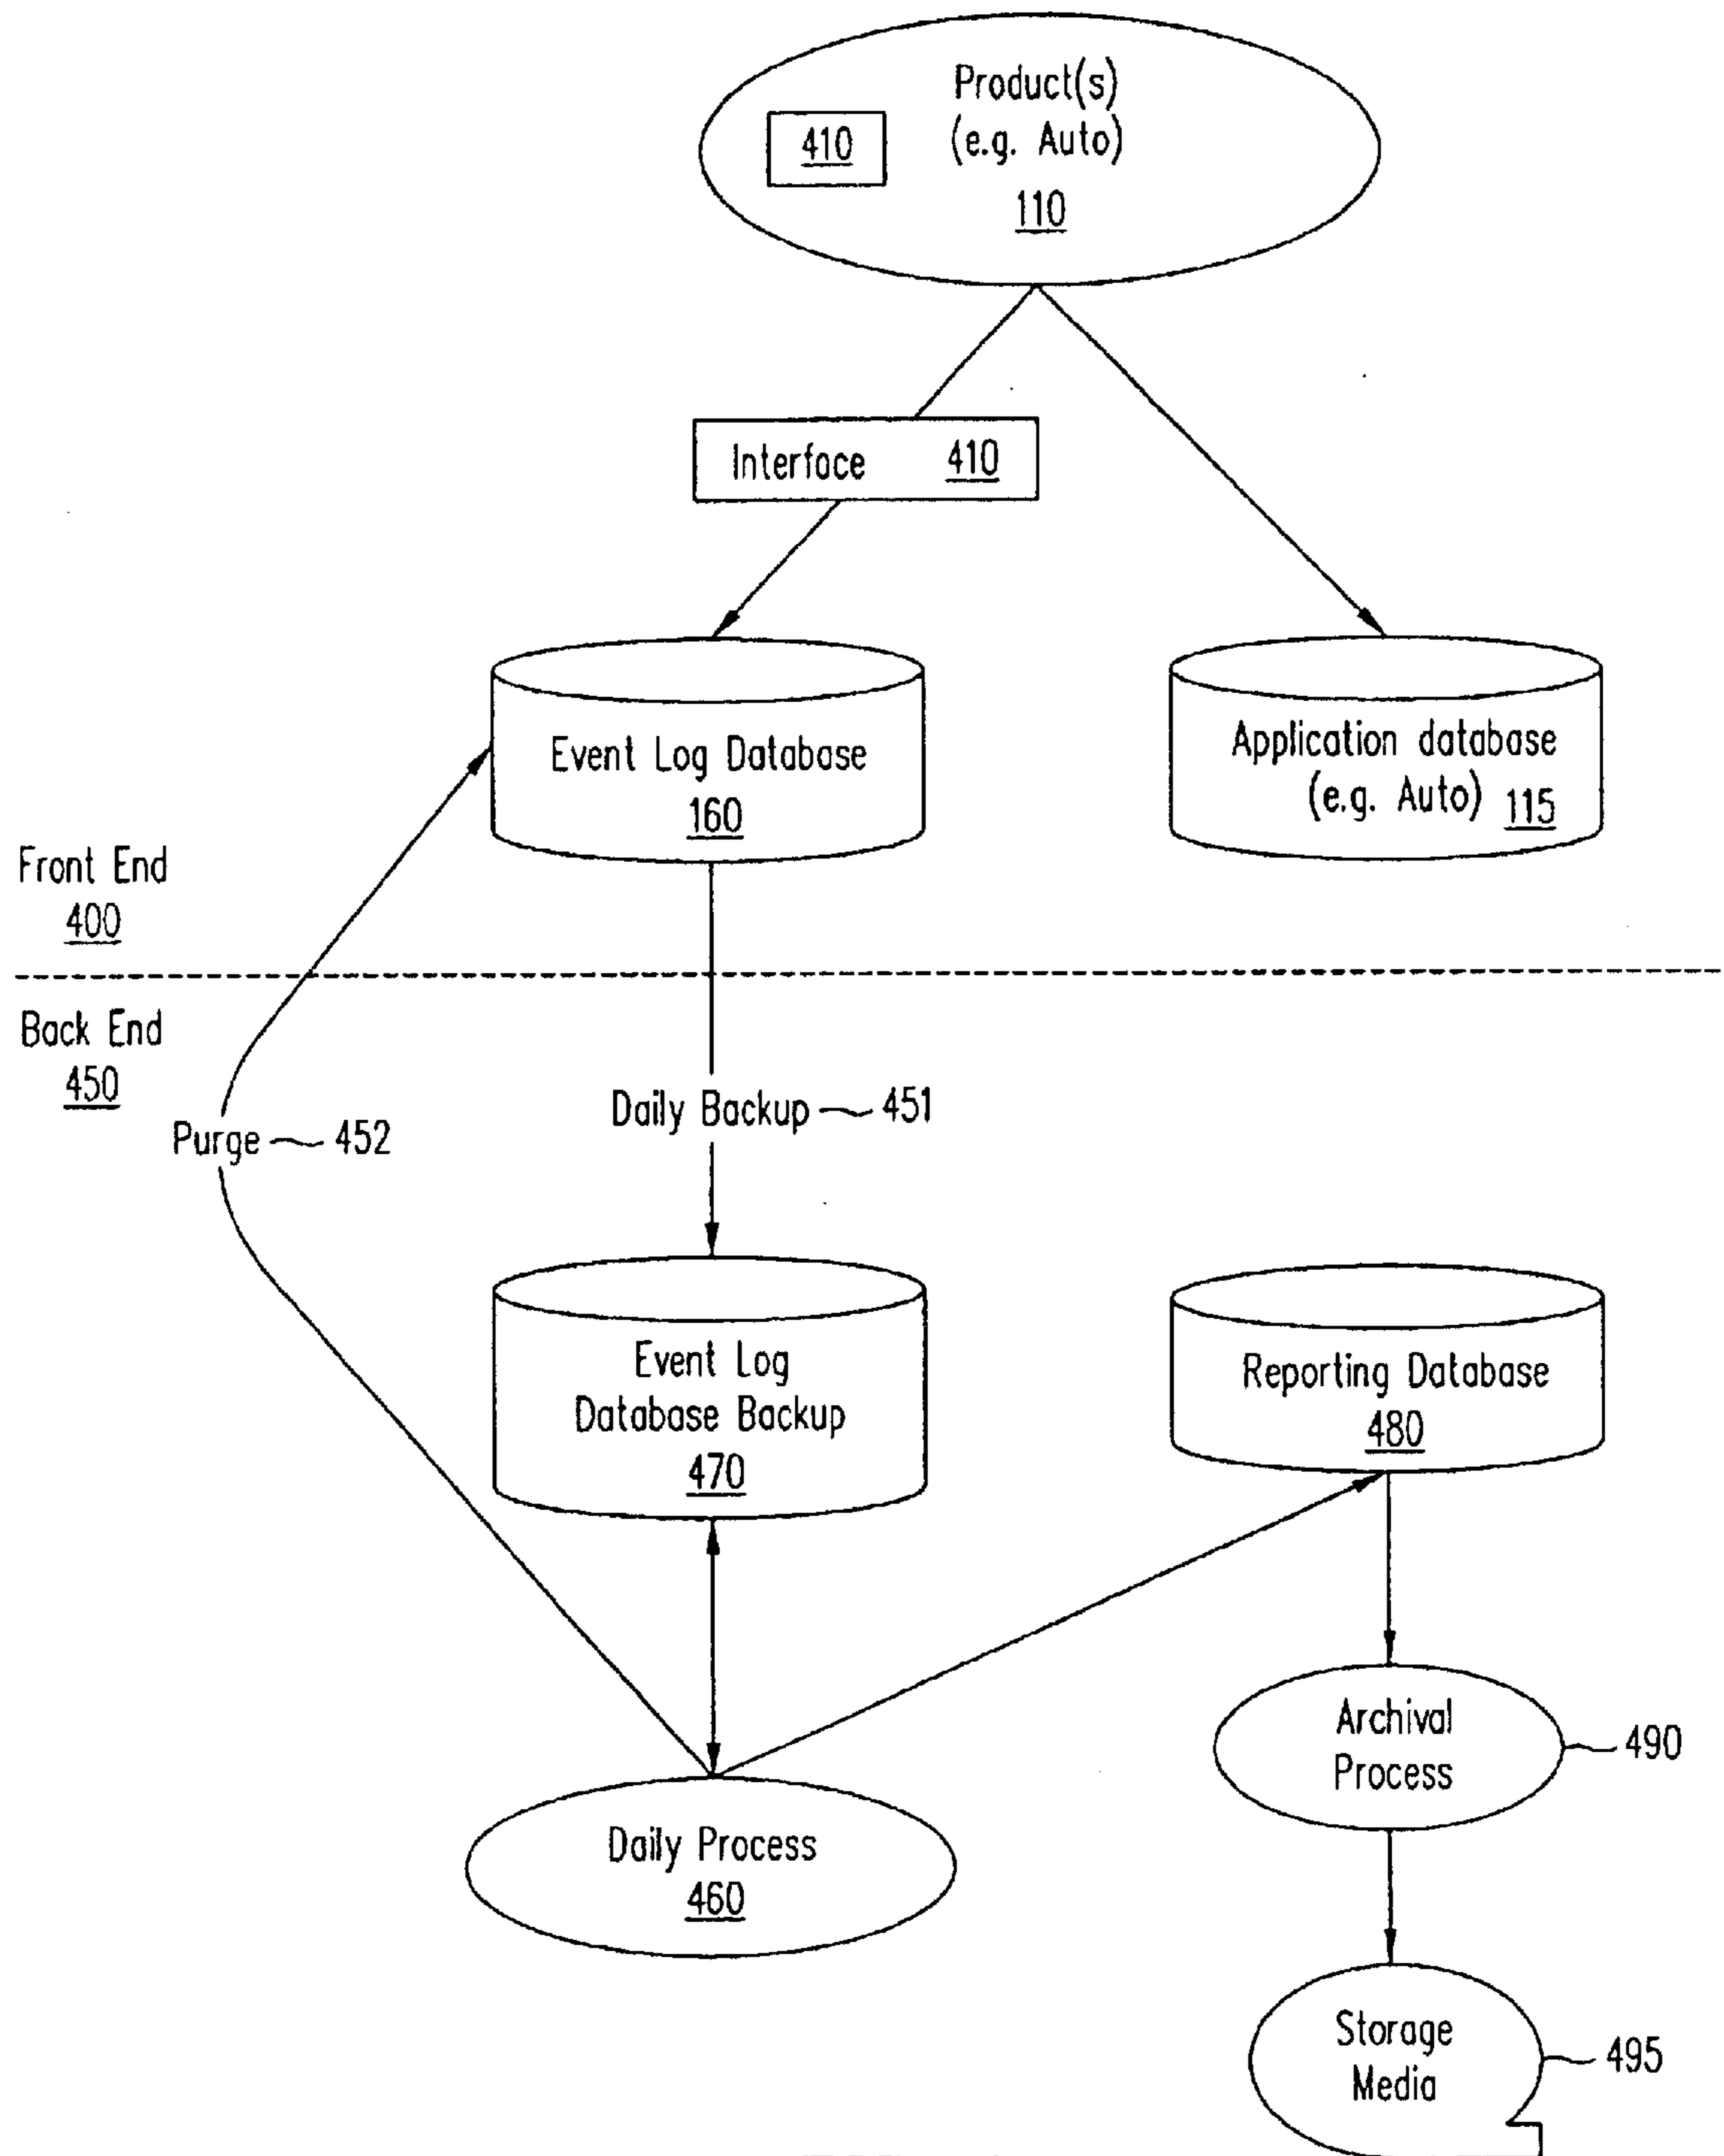 Product(s)
(e.g. Auto)
410
110
Interface 410
Event Log Database
160
Application database
(e.g. Auto) 115
Front End
400
Back End
450
Daily Backup 451
Purge 452
Event Log
Database Backup
470
Reporting Database
480
Archival
Process
490
Daily Process
460
Storage
Media
495